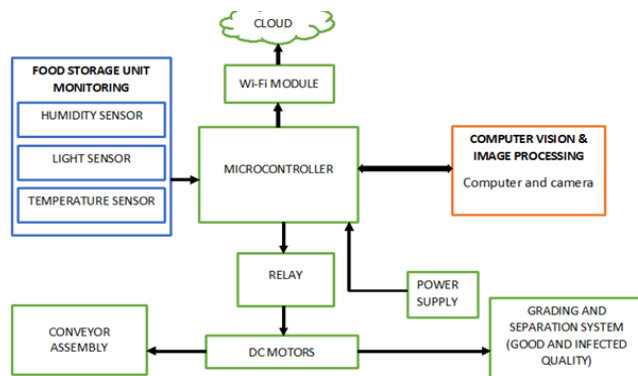 CLOUD
FOOD STORAGE UNIT
MONITORING
Wi-Fi MODULE
HUMIDITY SENSOR
LIGHT SENSOR
TEMPERATURE SENSOR
MICROCONTROLLER
COMPUTER VISION &
IMAGE PROCESSING
Computer and camera
RELAY
POWER
SUPPLY
CONVEYOR
ASSEMBLY
DC MOTORS
GRADING AND
SEPARATION SYSTEM
(GOOD AND INFECTED
QUALITY)